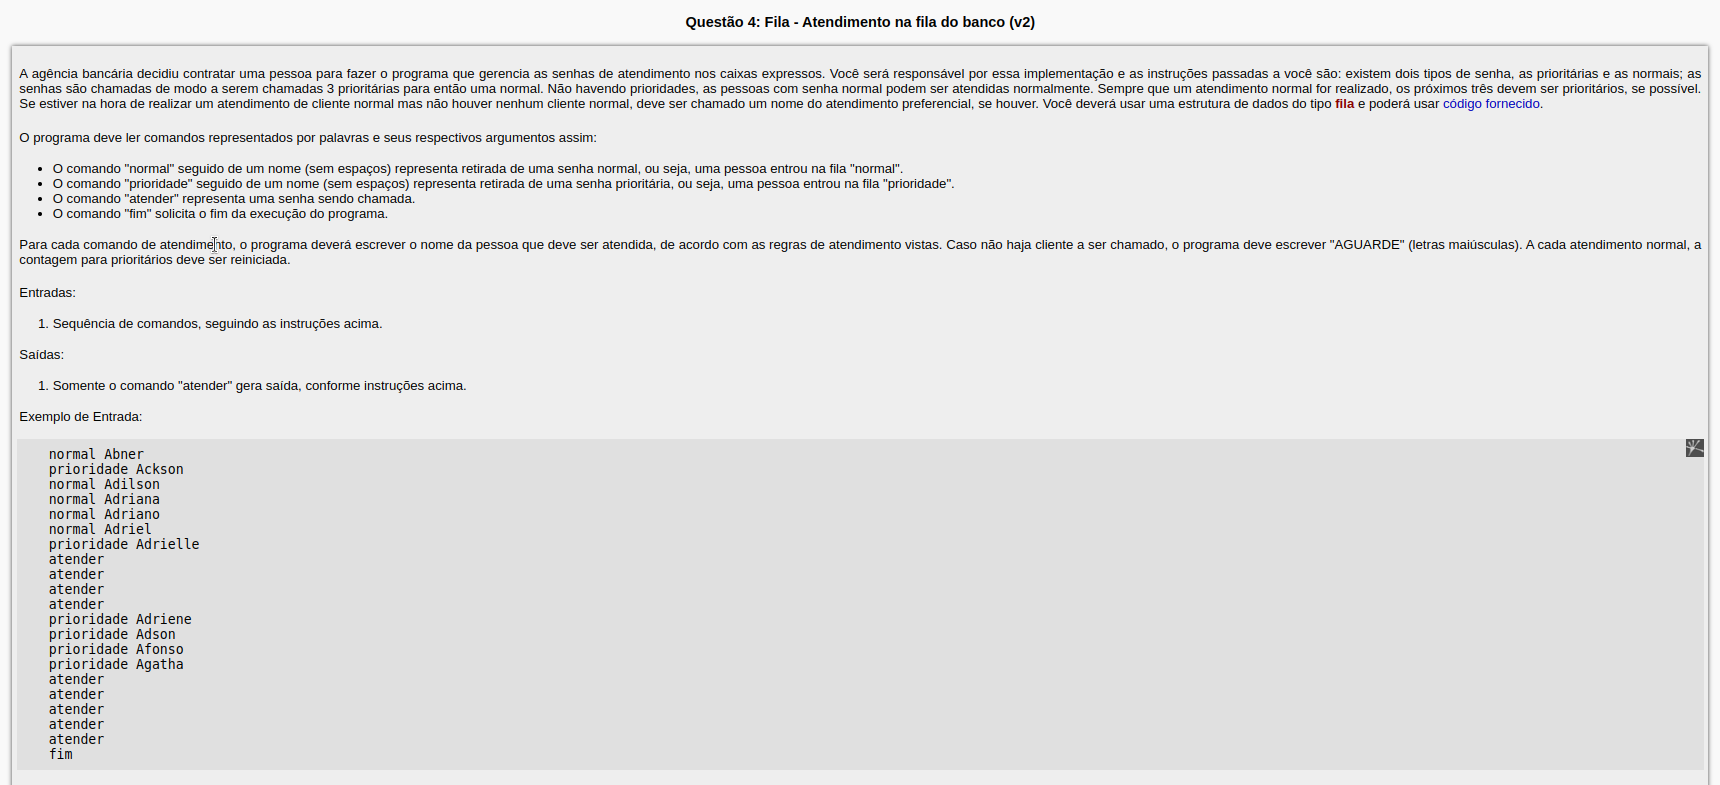 Questão 4: Fila - Atendimento na fila do banco (v2)
A agência bancária decidiu contratar uma pessoa para fazer o programa que gerencia as senhas de atendimento nos caixas expressos. Você será responsável por essa implementação e as instruções passadas a você são: existem dois tipos de senha, as prioritárias e as normais; as
senhas são chamadas de modo a serem chamadas 3 prioritárias para então uma normal. Não havendo prioridades, as pessoas com senha normal podem ser atendidas normalmente. Sempre que um atendimento normal for realizado, os próximos três devem ser prioritários, se possível.
Se estiver na hora de realizar um atendimento de cliente normal mas não houver nenhum cliente normal, deve ser chamado um nome do atendimento preferencial, se houver. Você deverá usar uma estrutura de dados do tipo fila e poderá usar código fornecido.
O programa deve ler comandos representados por palavras e seus respectivos argumentos assim:
• O comando "normal" seguido de um nome (sem espaços) representa retirada de uma senha normal, ou seja, uma pessoa entrou na fila "normal".
• O comando "prioridade" seguido de um nome (sem espaços) representa retirada de uma senha prioritária, ou seja, uma pessoa entrou na fila "prioridade".
• O comando "atender" representa uma senha sendo chamada.
• O comando "fim" solicita o fim da execução do programa.
Para cada comando de atendimento, o programa deverá escrever o nome da pessoa que deve ser atendida, de acordo com as regras de atendimento vistas. Caso não haja cliente a ser chamado, o programa deve escrever "AGUARDE" (letras maiúsculas). A cada atendimento normal, a
contagem para prioritários deve ser reiniciada.
Entradas:
1. Sequência de comandos, seguindo as instruções acima.
Saídas:
1. Somente o comando "atender" gera saída, conforme instruções acima.
Exemplo de Entrada:
normal Abner
prioridade Ackson
normal Adilson
normal Adriana
normal Adriano
normal Adriel
prioridade Adrielle
atender
atender
atender
atender
prioridade Adriene
prioridade Adson
prioridade Afonso
prioridade Agatha
atender
atender
atender
atender
atender
fim